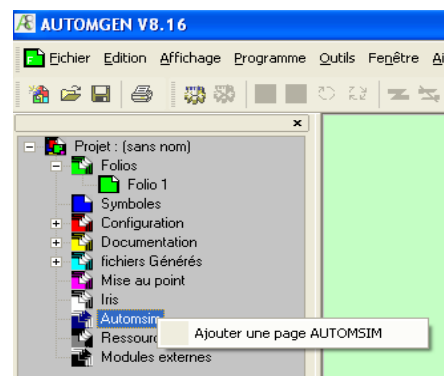 AUTOMGEN V8.16
Fichier Edition Affichage Programme Outils Fenêtre
×
Projet : (sans nom)
Folios
Folio 1
Symboles
Configuration
Documentation
fichiers Générés
Mise au point
Iris
Automsim
Ajouter une page AUTOMSIM
Modules externes